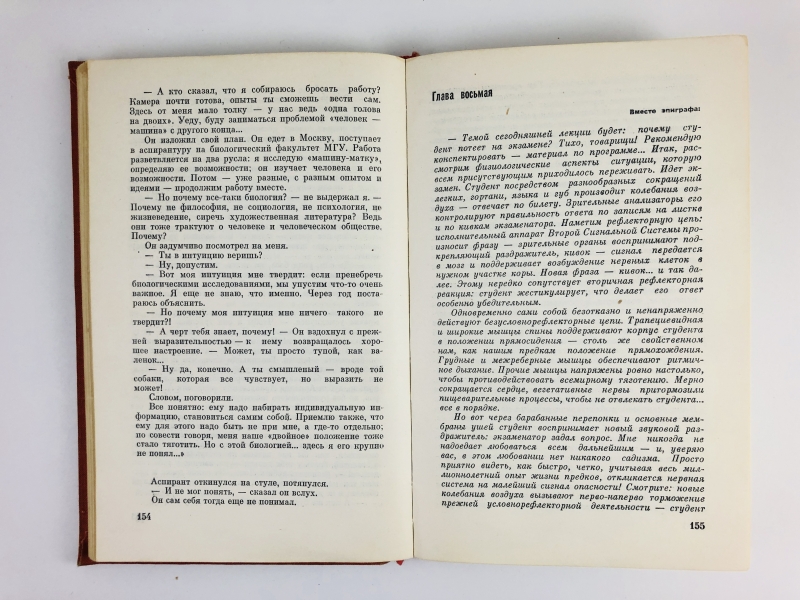 — А кто сказал, что я собираюсь бросать работу?
Камера почти готова, опыты ты сможешь вести сам.
Здесь от меня мало толку — у нас ведь «одна голова
на двоих». Уеду, буду заниматься проблемой «человек —
машина» с другого конца...
Он изложил свой план. Он едет в Москву, поступает
в аспирантуру на биологический факультет МГУ. Работа
разветвляется на два русла: я исследую «машину-матку»,
определяю ее возможности; он изучает человека и его
возможности. Потом — уже разные, с разным опытом и
идеями — продолжим работу вместе.
— Но почему все-таки биология? — не выдержал я. —
Почему не философия, не социология, не психология, не
жизневедение, сиречь художественная литература? Ведь
они тоже трактуют о человеке и человеческом обществе.
Почему?
Он задумчиво посмотрел на меня.
— Ты в интуицию веришь?
— Ну, допустим.
— Вот моя интуиция мне твердит: если пренебречь
биологическими исследованиями, мы упустим что-то очень
важное. Я еще не знаю, что именно. Через год поста-
раюсь объяснить.
— Но почему моя интуиция мне ничего такого не
твердит?!
— А черт тебя знает, почему! — Он вздохнул с преж-
ней выразительностью — к нему возвращалось хоро-
шее настроение. — Может, ты просто тупой, как ва-
ленок...
— Ну да, конечно. А ты смышленый — вроде той
собаки, которая все чувствует, но выразить не
может!
Словом, поговорили.
Все понятно: ему надо набирать индивидуальную ин-
формацию, становиться самим собой. Приемлю также, что
ему для этого надо быть не при мне, а где-то отдельно;
но совести говоря, меня наше «двойное» положение тоже
стало тяготить. Но с этой биологией... здесь я его крупно
не понял...»
Аспирант откинулся на стуле, потянулся.
— И не мог понять, — сказал он вслух.
Он сам себя тогда еще не понимал.
154
Глава восьмая
Вместо эпиграфа:
— Темой сегодняшней лекции будет: почему сту-
дент потеет на экзамене? Тихо, товарищи! Рекомендую
конспектировать — материал по программе... Итак, рас-
смотрим физиологические аспекты ситуации, которую
всем присутствующим приходилось переживать. Идет эк-
замен. Студент посредством разнообразных сокращений
легких, гортани, языка и губ производит колебания воз-
духа — отвечает по билету. Зрительные анализаторы его
контролируют правильность ответа по записям на листке
и по кивкам экзаменатора. Наметим рефлекторную цепь:
исполнительный аппарат Второй Сигнальной Системы про-
износит фразу — зрительные органы воспринимают под-
крепляющий раздражитель, кивок — сигнал передается
в мозг и поддерживает возбуждение нервных клеток в
нужном участке коры. Новая фраза — кивок... и так да-
лее. Этому нередко сопутствует вторичная рефлекторная
реакция: студент жестикулирует, что делает его ответ
особенно убедительным.
Одновременно сами собой безотказно и ненапряженно
действуют безусловнорефлекторные цепи. Трапециевидная
и широкие мышцы спины поддерживают корпус студента
в положении прямосидения — столь же свойственном
нам, как нашим предкам положение прямохождения.
Грудные и межреберные мышцы обеспечивают ритмич-
ное дыхание. Прочие мышцы напряжены ровно настолько,
чтобы противодействовать всемирному тяготению. Мерно
сокращается сердце, вегетативные нервы притормозили
пищеварительные процессы, чтобы не отвлекать студента...
все в порядке.
Но вот через барабанные перепонки и основные мем-
браны ушей студент воспринимает новый звуковой раз-
дражитель: экзаменатор задал вопрос. Мне никогда не
надоедает любоваться всем дальнейшим — и, уверяю
вас, в этом любовании нет никакого садизма. Просто
приятно видеть, как быстро, четко, учитывая весь мил-
лионнолетний опыт жизни предков, откликается нервная
система на малейший сигнал опасности! Смотрите: новые
колебания воздуха вызывают перво-наперво торможение
прежней условнорефлекторной деятельности — студент
155